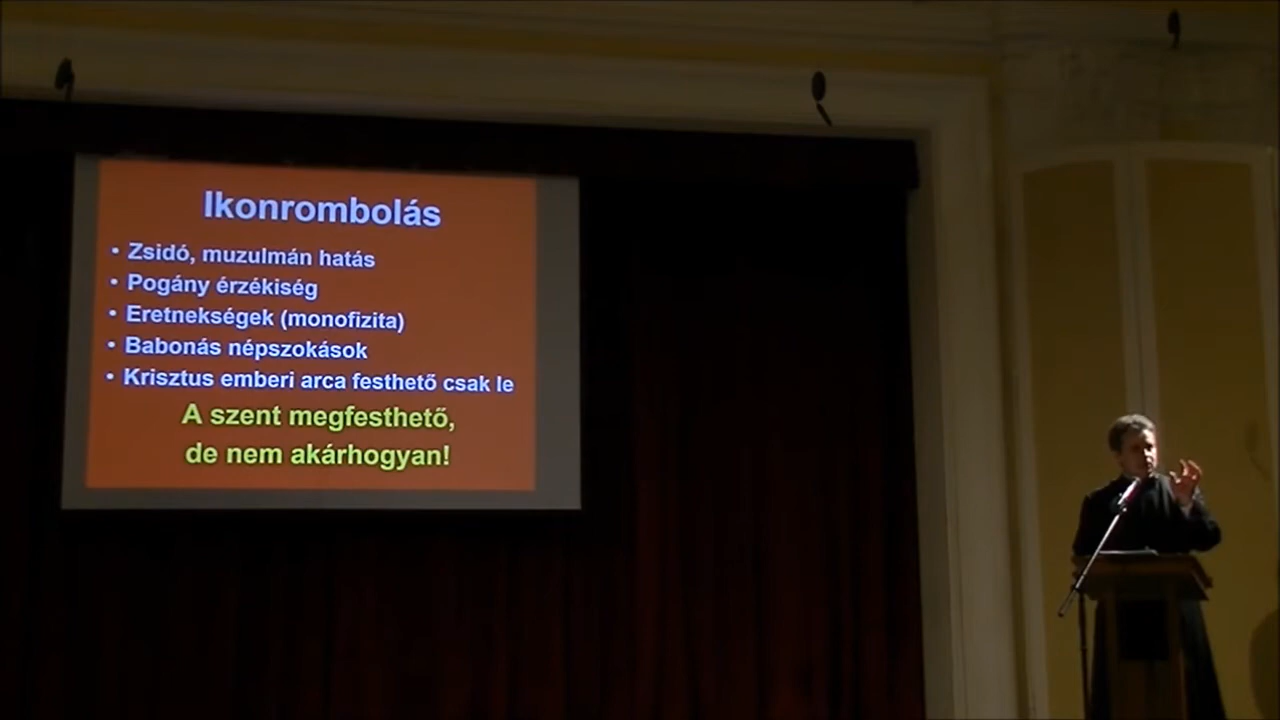 Ikonrombolás
• Zsidó, muzulmán hatás
• Pogány érzékiség
• Eretnekségek (monofizita)
• Babonás népszokások
• Krisztus emberi arca festhető csak le
A szent megfesthető,
de nem akárhogyan!